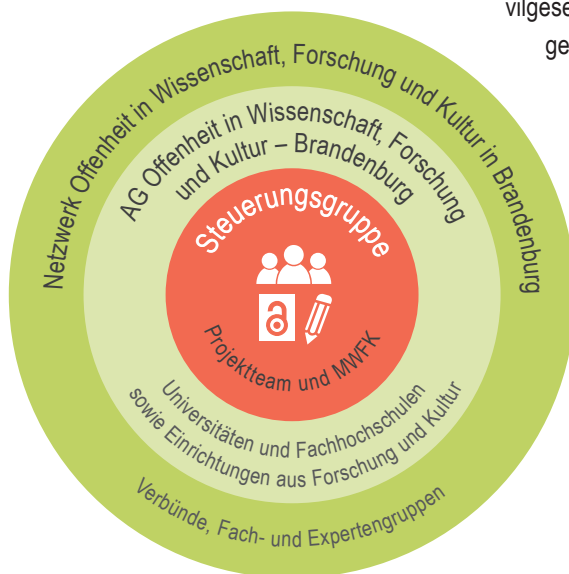 vilgese
ge
Netzwerk Offenheit in Wissenschaft, Forschung und Kultur in Brandenburg
AG Offenheit in Wissenschaft, Forschung
und Kultur – Brandenburg
Steuerungsgruppe
Projektteam und MWFK
Universitäten und Fachhochschulen
sowie Einrichtungen aus Forschung und Kultur
Verbünde, Fach- und Expertengruppen